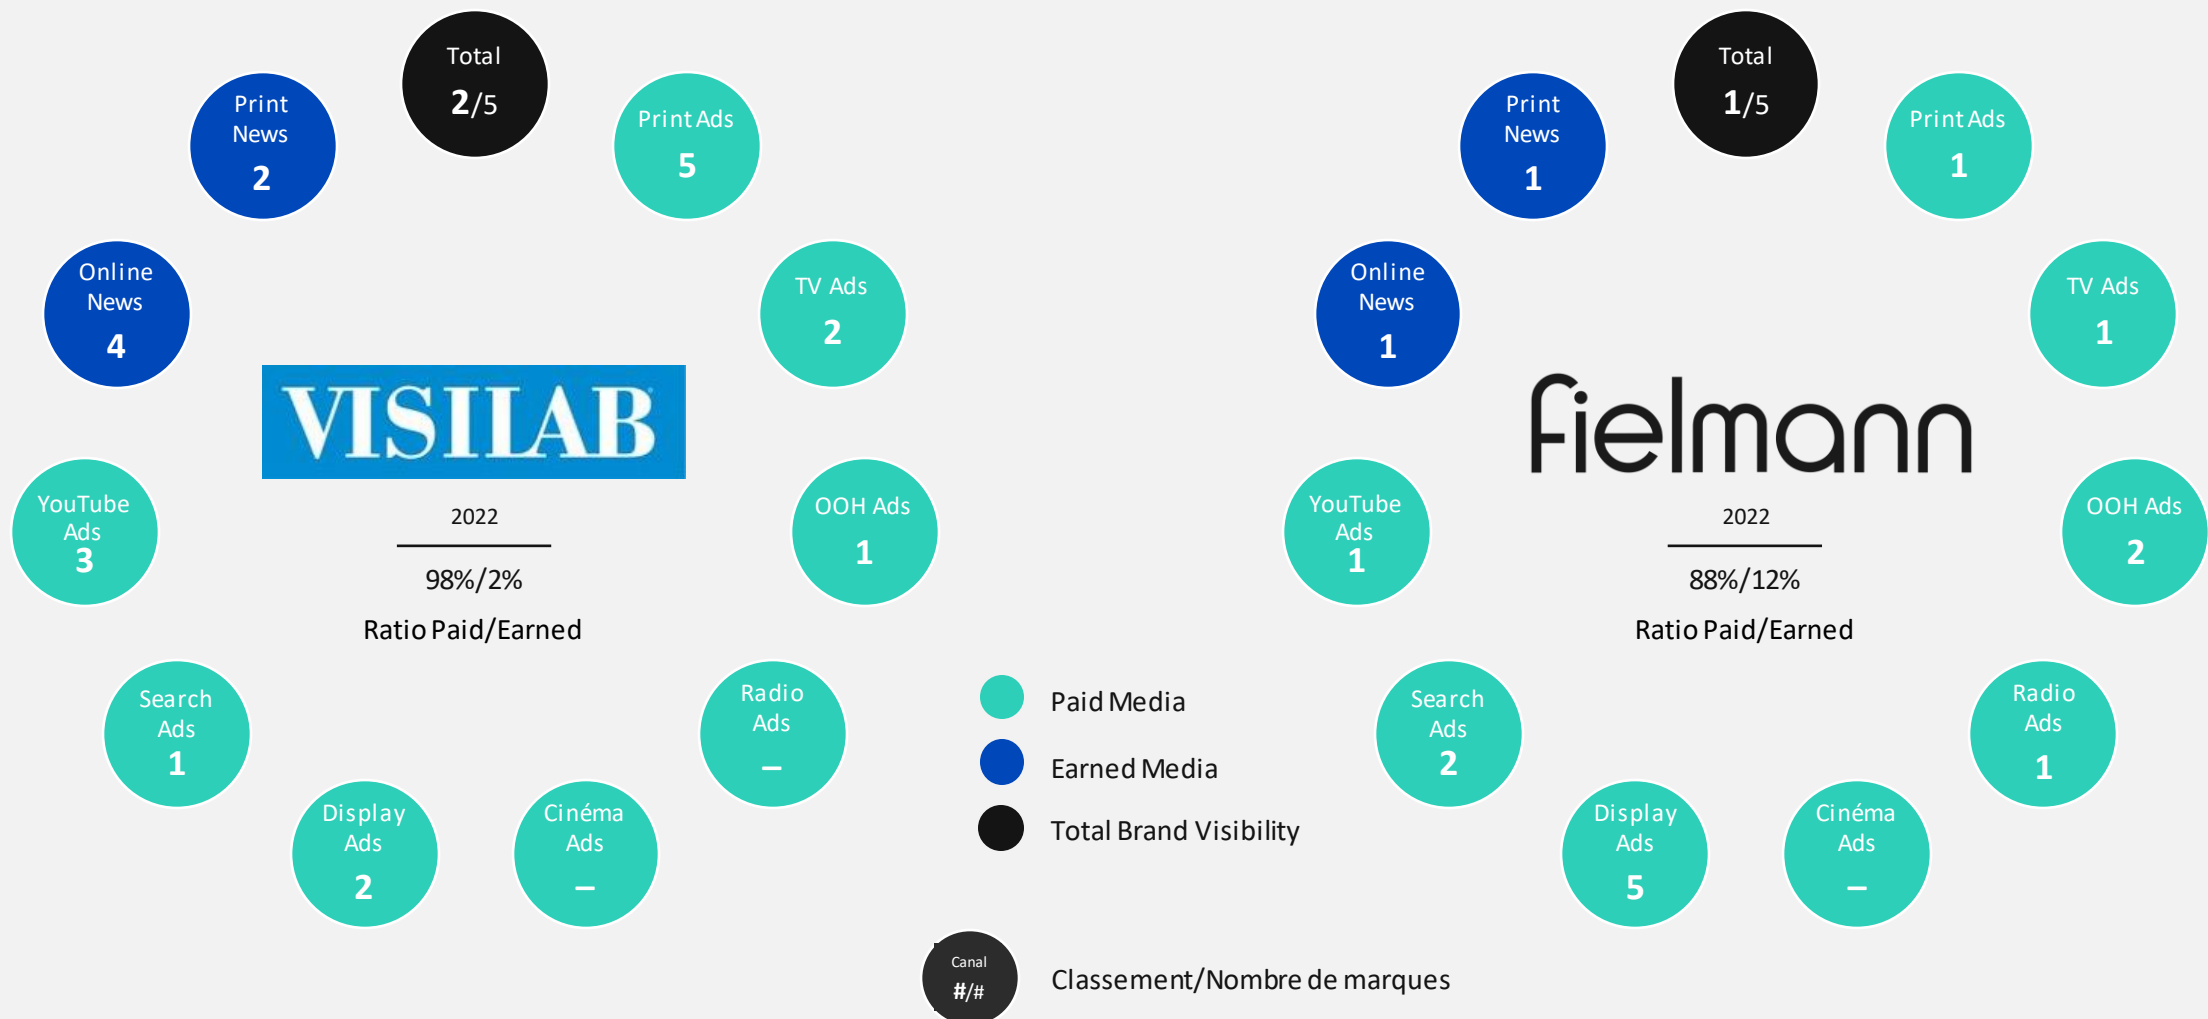 Total
2/5
Print Ads
5
TV Ads
2
OOH Ads
1
Radio
Ads
–
Cinéma
Ads
–
Display
Ads
2
Search
Ads
1
YouTube
Ads
3
Online
News
4
Print
News
2
VISILAB
2022
98%/2%
Ratio Paid/Earned
Total
1/5
Print Ads
1
TV Ads
1
OOH Ads
2
Radio
Ads
1
Cinéma
Ads
–
Display
Ads
5
Search
Ads
2
YouTube
Ads
1
Online
News
1
Print
News
1
fielmann
2022
88%/12%
Ratio Paid/Earned
Paid Media
Earned Media
Total Brand Visibility
Canal
#/#
Classement/Nombre de marques